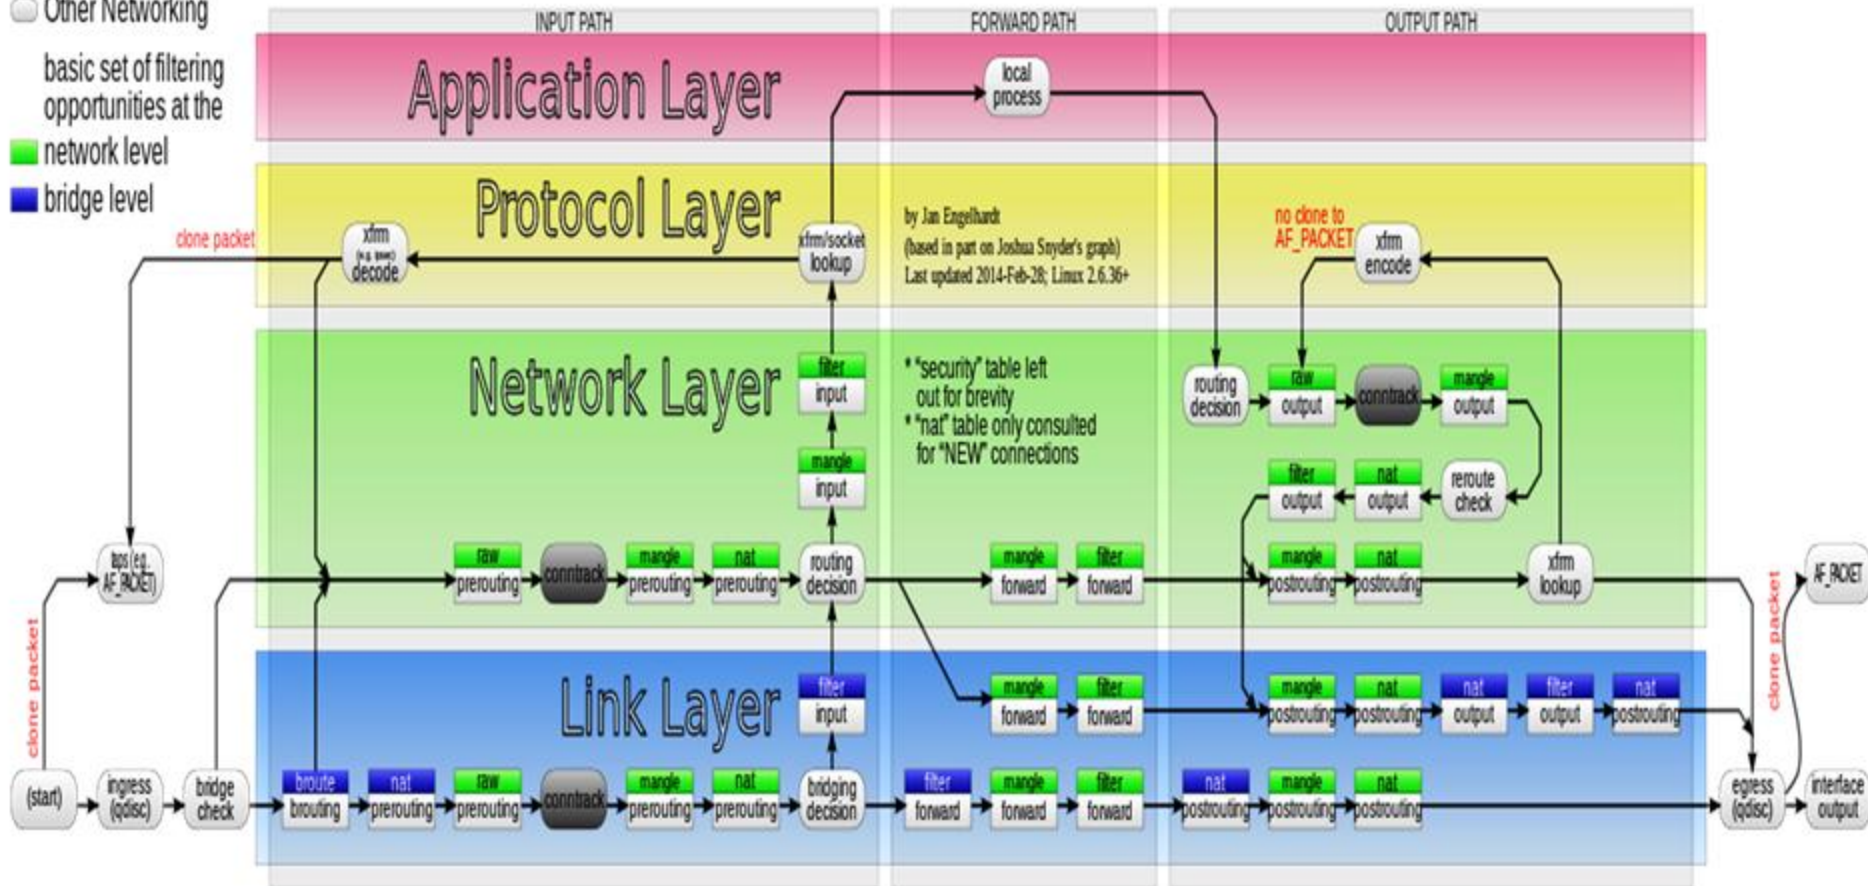 Other Networking
basic set of filtering
opportunities at the
network level
bridge level
INPUT PATH
FORWARD PATH
OUTPUT PATH
Application Layer
local
process
Protocol Layer
clone packet
xfrm
(e.g. ipsec)
decode
xfrm/socket
lookup
by Jan Engelhardt
(based in part on Joshua Snyder's graph)
Last updated 2014-Feb-28; Linux 2.6.36+
no clone to
AF_PACKET
xfrm
encode
Network Layer
filter
input
mangle
input
* "security" table left
out for brevity
* "nat" table only consulted
for "NEW" connections
routing
decision
raw
output
conntrack
mangle
output
filter
output
nat
output
reroute
check
taps (e.g.
AF_PACKET)
raw
prerouting
conntrack
mangle
prerouting
nat
prerouting
routing
decision
mangle
forward
filter
forward
mangle
postrouting
nat
postrouting
xfrm
lookup
AF_PACKET
clone packet
clone packet
Link Layer
filter
input
mangle
forward
filter
forward
mangle
postrouting
nat
postrouting
nat
output
filter
output
nat
postrouting
(start)
ingress
(qdisc)
bridge
check
broute
brouting
nat
prerouting
raw
prerouting
conntrack
mangle
prerouting
nat
prerouting
bridging
decision
filter
forward
mangle
forward
filter
forward
nat
postrouting
mangle
postrouting
nat
postrouting
egress
(qdisc)
interface
output